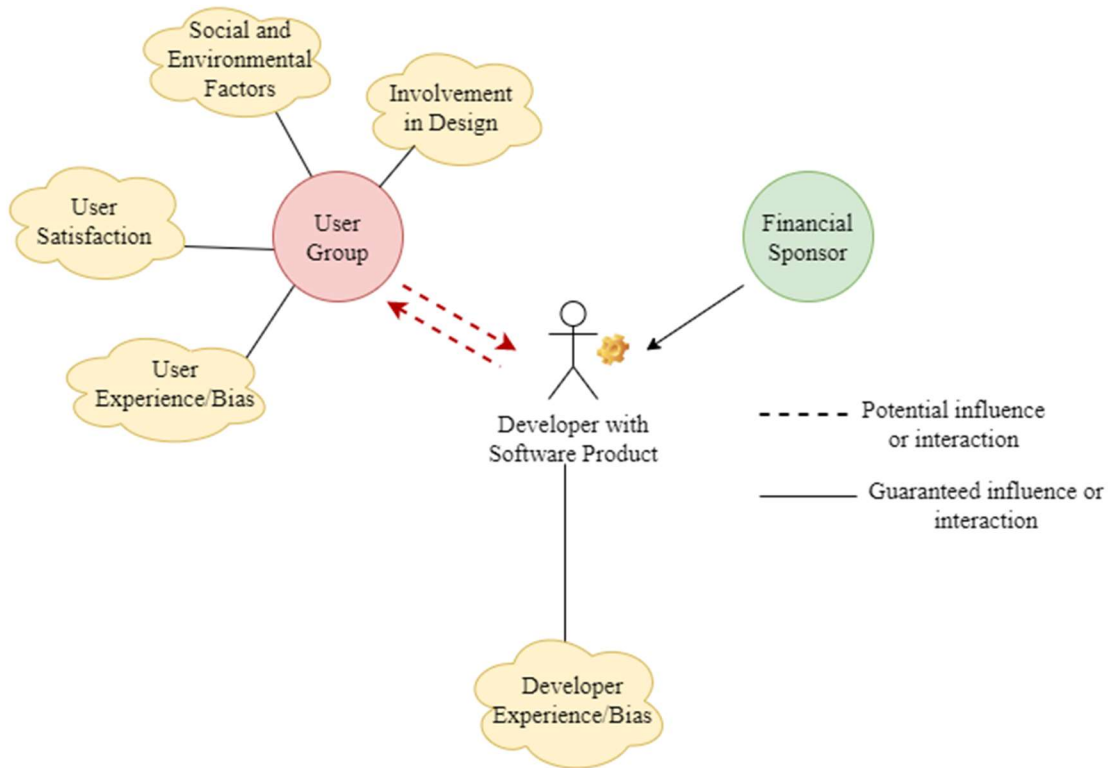 Social and
Environmental
Factors
Involvement
in Design
User
Satisfaction
User
Group
Financial
Sponsor
User
Experience/Bias
Developer with
Software Product
Potential influence
or interaction
Guaranteed influence or
interaction
Developer
Experience/Bias